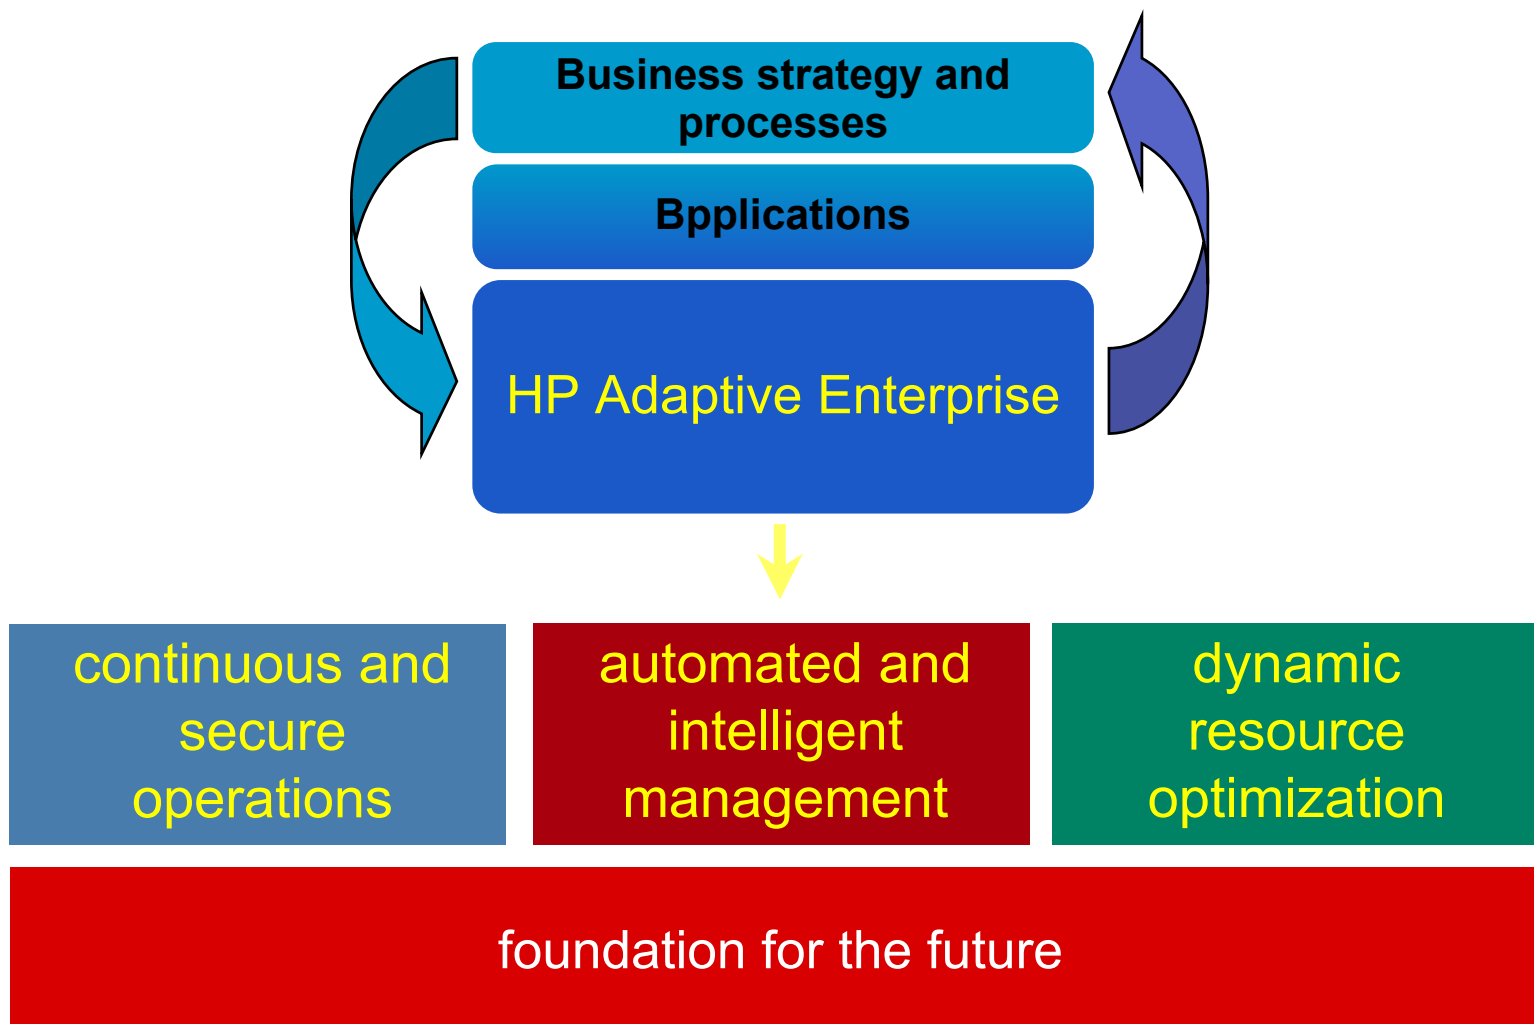 Business strategy and
processes
Bpplications
HP Adaptive Enterprise
continuous and
secure
operations
automated and
intelligent
management
dynamic
resource
optimization
foundation for the future